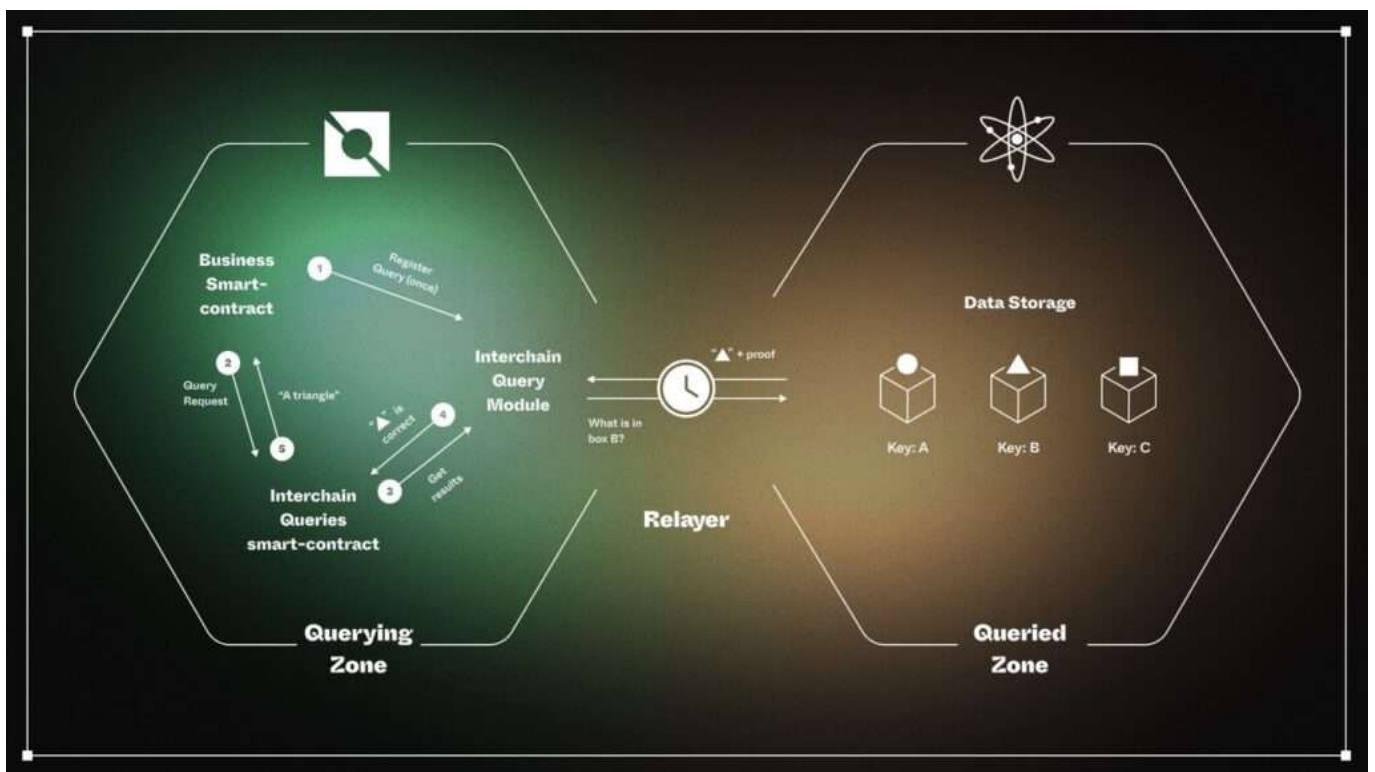 Business
Smart-
contract
1
Register
Query (once)
2
Query
Request
"A triangle"
5
"▲" is
correct
4
3
Get
results
Interchain
Query
Module
Interchain
Queries
smart-contract
Querying
Zone
"▲" + proof
What is in
box B?
Relayer
Data Storage
Key: A
Key: B
Key: C
Queried
Zone